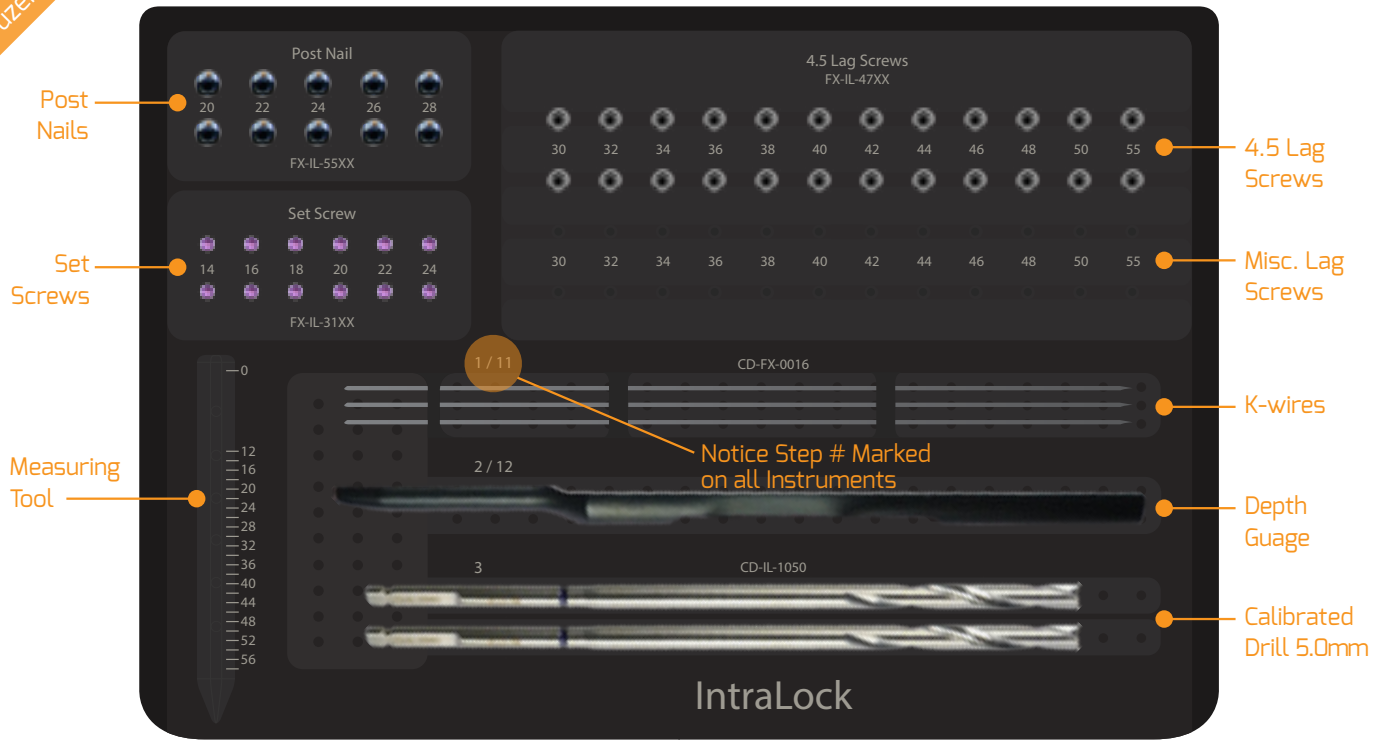 Post Nail
20 22 24 26 28
FX-IL-55XX
Post
Nails
4.5 Lag Screws
FX-IL-47XX
30 32 34 36 38 40 42 44 46 48 50 55
4.5 Lag
Screws
Set Screw
14 16 18 20 22 24
FX-IL-31XX
Set
Screws
30 32 34 36 38 40 42 44 46 48 50 55
Misc. Lag
Screws
1 / 11
CD-FX-0016
K-wires
Notice Step # Marked
on all Instruments
2 / 12
Depth
Guage
3
CD-IL-1050
Calibrated
Drill 5.0mm
Measuring
Tool
0
12
16
20
24
28
32
36
40
44
48
52
56
IntraLock